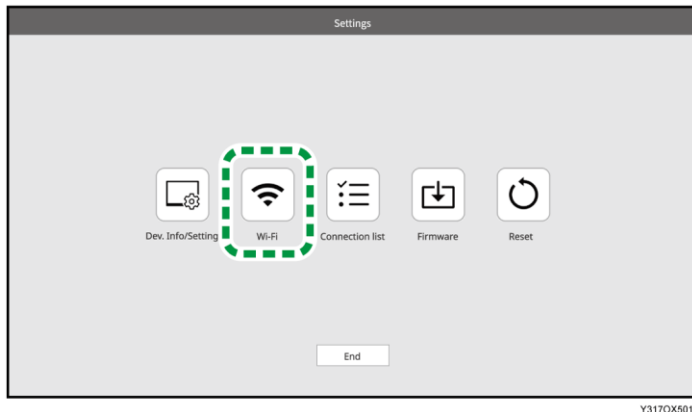 Settings
Dev. Info/Setting
Wi-Fi
Connection list
Firmware
Reset
End
Y317OX501